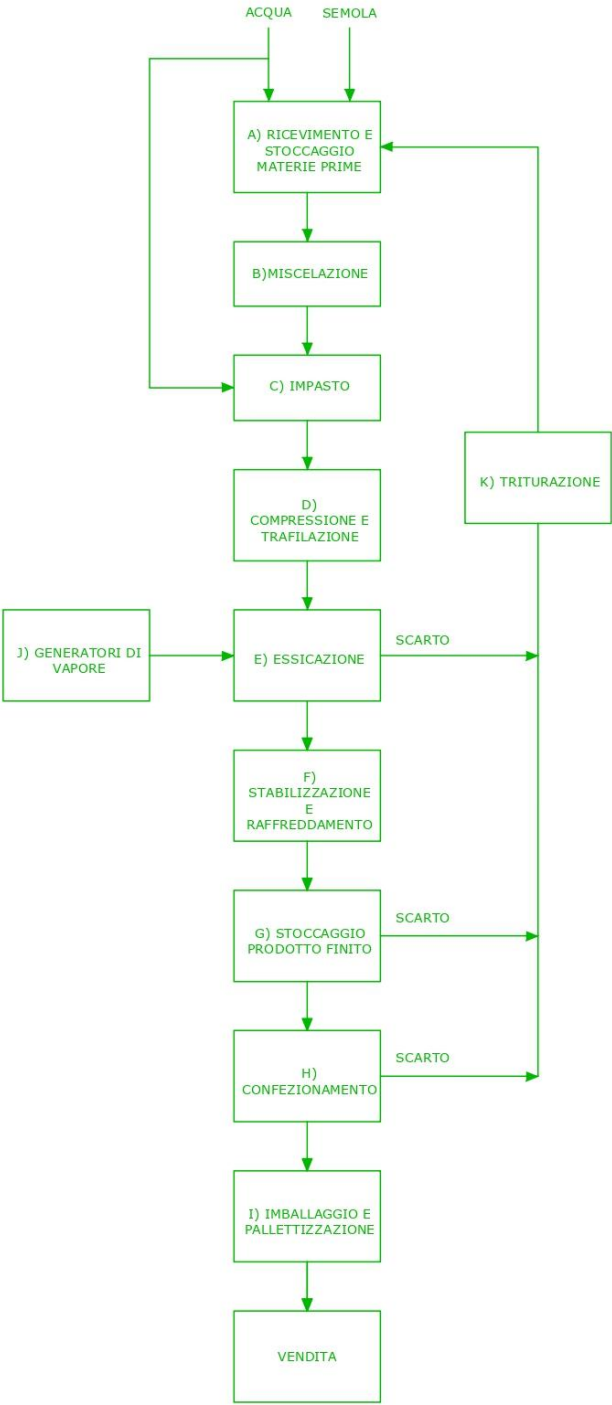 ACQUA
SEMOLA
A) RICEVIMENTO E
STOCCAGGIO
MATERIE PRIME
B)MISCELAZIONE
C) IMPASTO
K) TRITURAZIONE
D)
COMPRESSIONE E
TRAFILAZIONE
J) GENERATORI DI
VAPORE
E) ESSICAZIONE
SCARTO
F)
STABILIZZAZIONE
E
RAFFREDDAMENTO
G) STOCCAGGIO
PRODOTTO FINITO
SCARTO
H)
CONFEZIONAMENTO
SCARTO
I) IMBALLAGGIO E
PALLETTIZZAZIONE
VENDITA